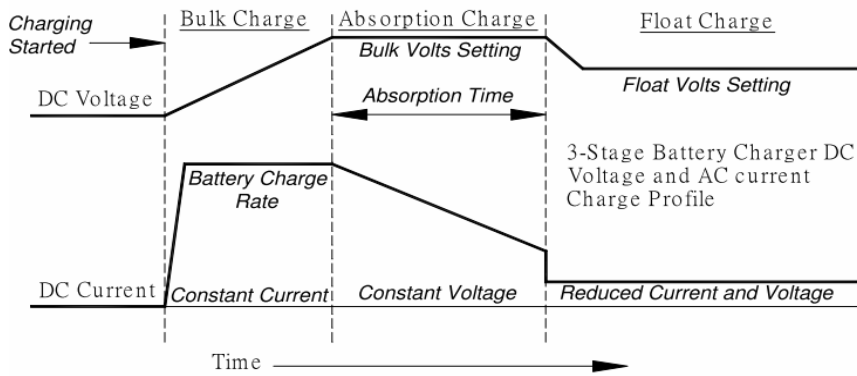 Charging
Started
Bulk Charge
Absorption Charge
Float Charge
Bulk Volts Setting
DC Voltage
Absorption Time
Float Volts Setting
3-Stage Battery Charger DC
Voltage and AC current
Charge Profile
Battery Charge
Rate
DC Current
Constant Current
Constant Voltage
Reduced Current and Voltage
Time